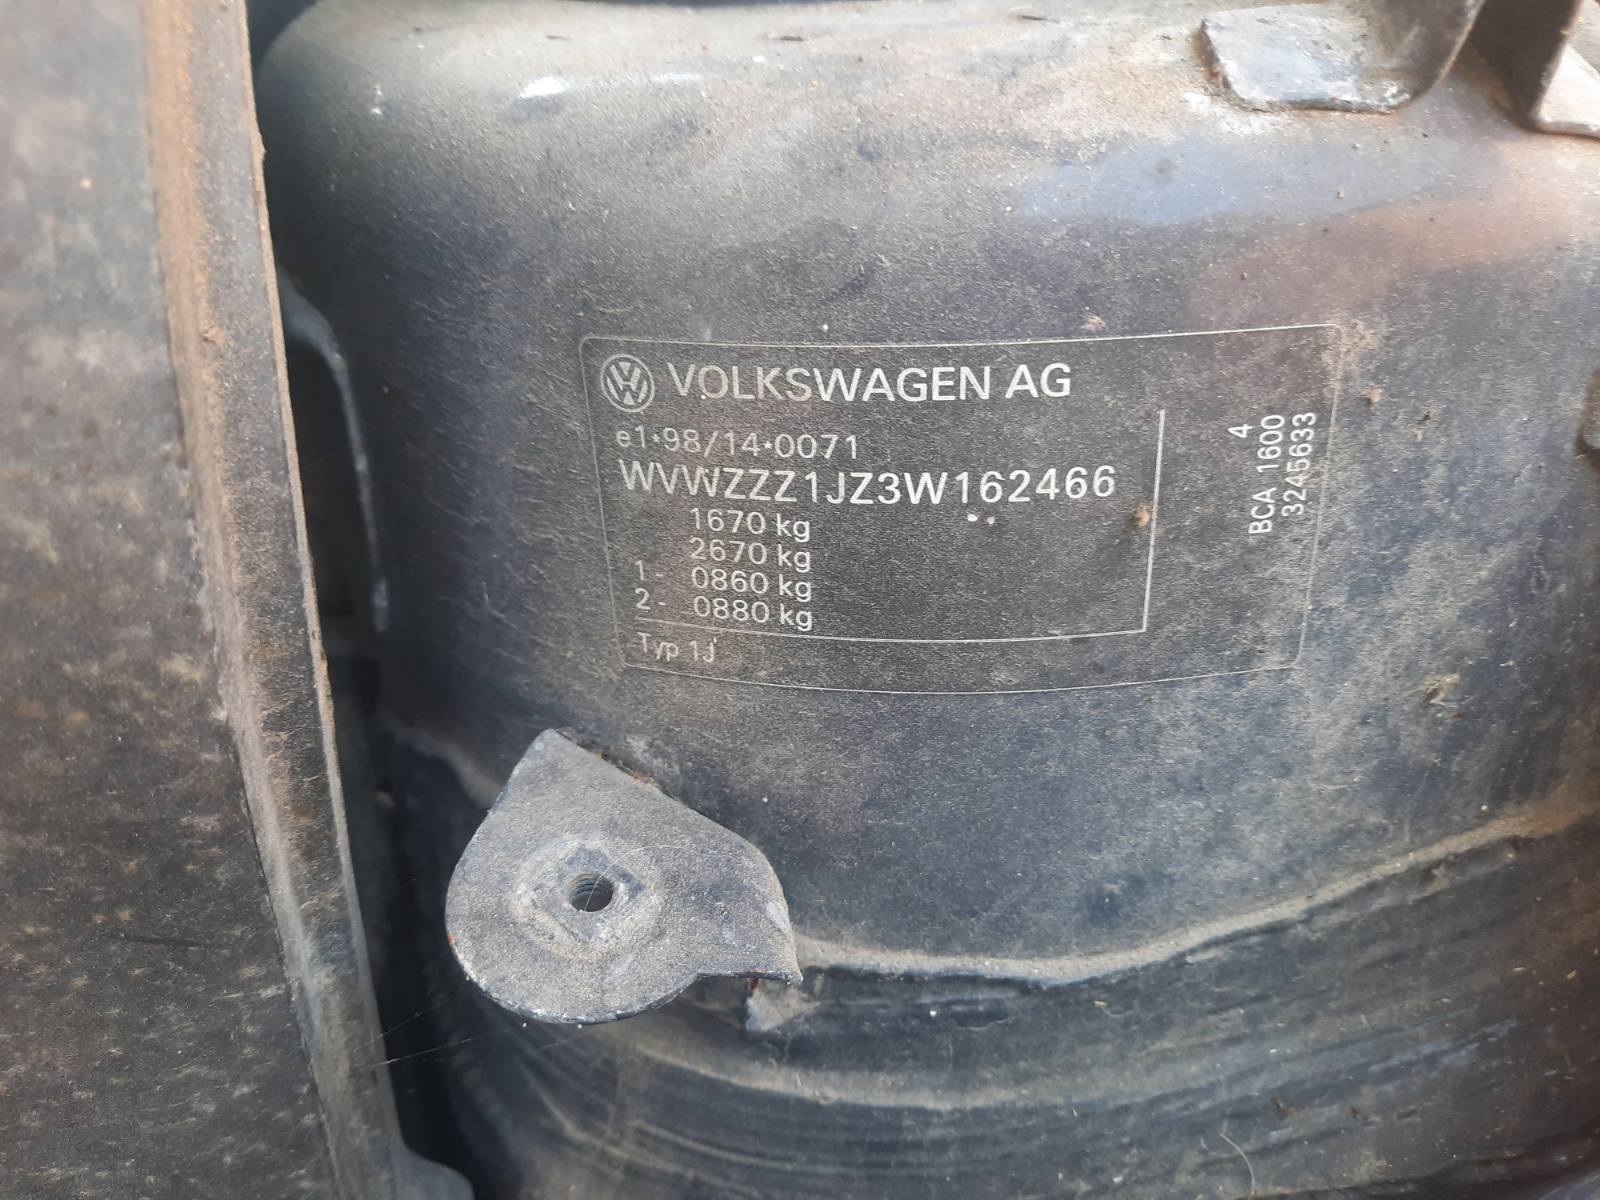 VOLKSWAGEN AG
e1*98/14*0071
WVWZZZ1JZ3W162466
1670 kg
2670 kg
1- 0860 kg
2- 0880 kg
Typ 1J
4
BCA 1600
3245633